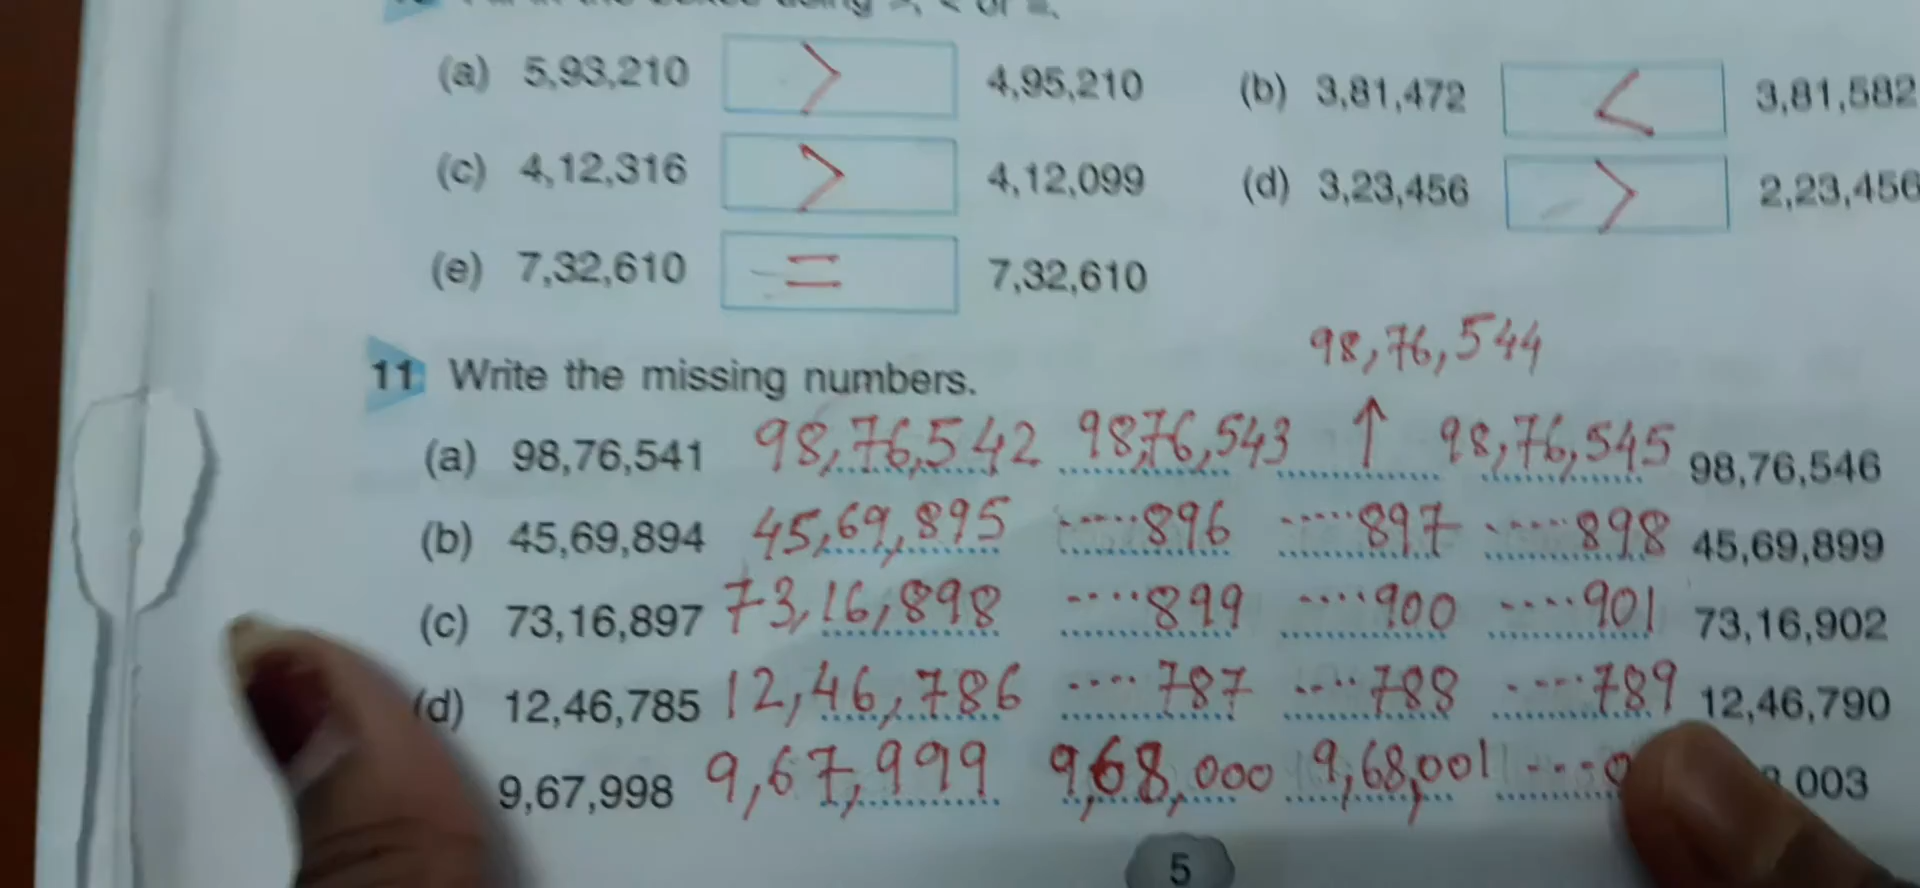 (a) 5,93,210 > 4,95,210 (b) 3,81,472 < 3,81,582
(c) 4,12,316 > 4,12,099 (d) 3,23,456 > 2,23,456
(e) 7,32,610 = 7,32,610
98,76,544
11 Write the missing numbers.
(a) 98,76,541 98,76,542 98,76,543 ↑ 98,76,545 98,76,546
(b) 45,69,894 45,69,895 .....896 .....897 .....898 45,69,899
(c) 73,16,897 73,16,898 ....899 ....900 ....901 73,16,902
(d) 12,46,785 12,46,786 ....787 ....788 ....789 12,46,790
9,67,998 9,67,999 9,68,000 9,68,001 003
5